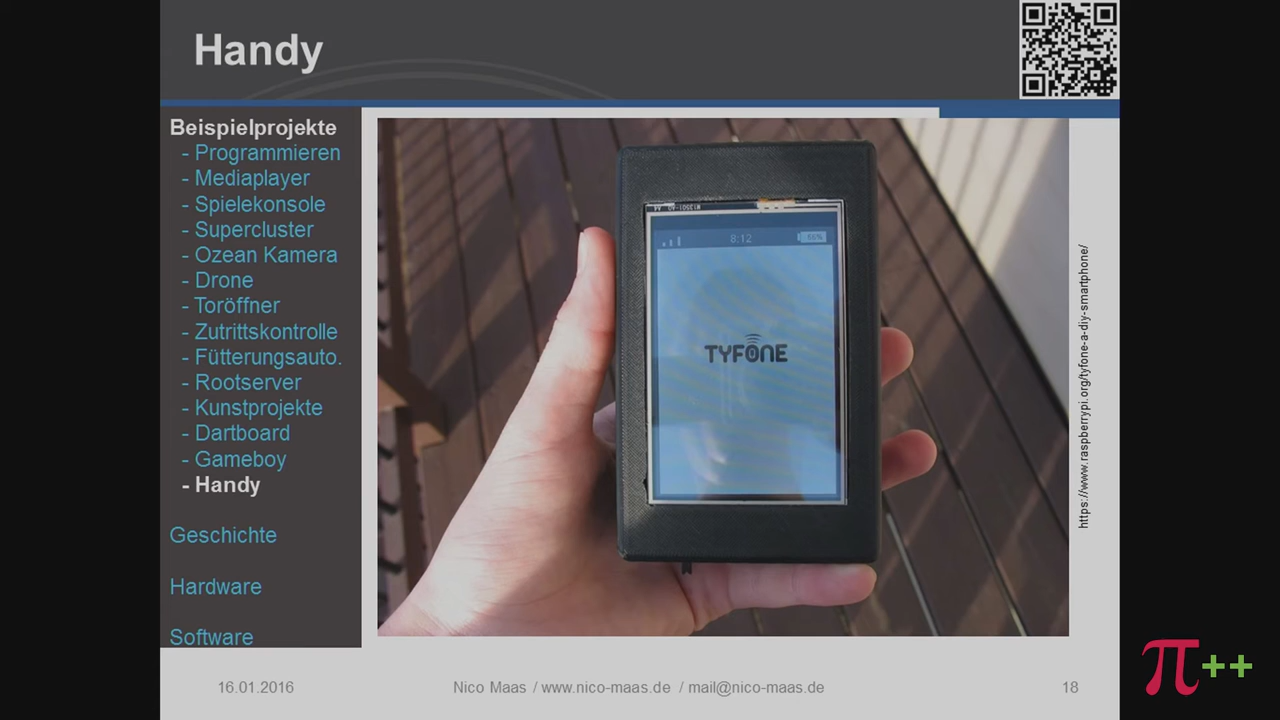 Handy
Beispielprojekte
- Programmieren
- Mediaplayer
- Spielekonsole
- Supercluster
- Ozean Kamera
- Drone
- Toröffner
- Zutrittskontrolle
- Fütterungsauto.
- Rootserver
- Kunstprojekte
- Dartboard
- Gameboy
- Handy
Geschichte
Hardware
Software
8:12
55%
TYFONE
https://www.raspberrypi.org/tyfone-a-diy-smartphone/
16.01.2016
Nico Maas / www.nico-maas.de / mail@nico-maas.de
18
π++